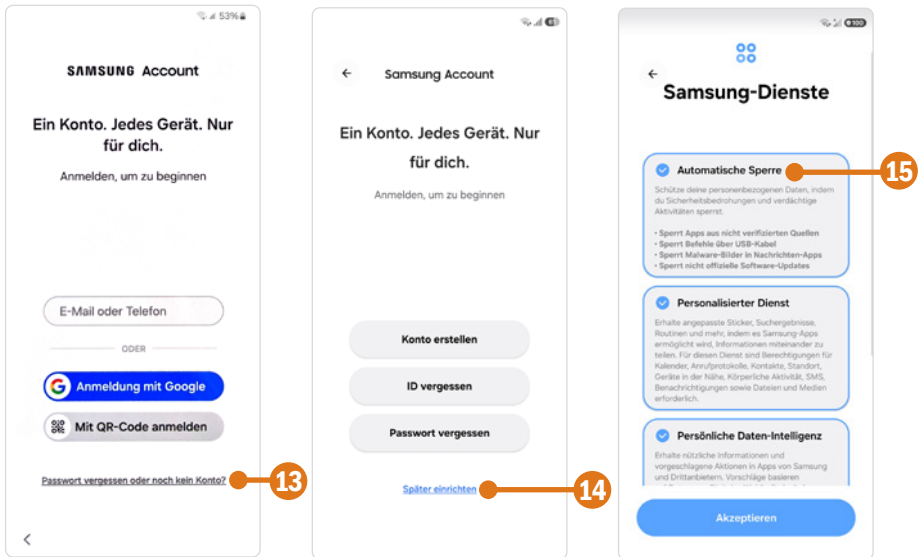 53%
SAMSUNG Account
Ein Konto. Jedes Gerät. Nur
für dich.
Anmelden, um zu beginnen
E-Mail oder Telefon
ODER
G Anmeldung mit Google
Mit QR-Code anmelden
Passwort vergessen oder noch kein Konto?
13
Samsung Account
Ein Konto. Jedes Gerät. Nur
für dich.
Anmelden, um zu beginnen
Konto erstellen
ID vergessen
Passwort vergessen
Später einrichten
14
100
Samsung-Dienste
Automatische Sperre
15
Schütze deine personenbezogenen Daten, indem
du Sicherheitsbedrohungen und verdächtige
Aktivitäten sperrst.
• Sperrt Apps aus nicht verifizierten Quellen
• Sperrt Befehle über USB-Kabel
• Sperrt Malware-Bilder in Nachrichten-Apps
• Sperrt nicht offizielle Software-Updates
Personalisierter Dienst
Erhalte angepasste Sticker, Suchergebnisse,
Routinen und mehr, indem es Samsung-Apps
ermöglicht wird, Informationen miteinander zu
teilen. Für diesen Dienst sind Berechtigungen für
Kalender, Anrufprotokolle, Kontakte, Standort,
Geräte in der Nähe, Körperliche Aktivität, SMS,
Benachrichtigungen sowie Dateien und Medien
erforderlich.
Persönliche Daten-Intelligenz
Erhalte nützliche Informationen und
vorgeschlagene Aktionen in Apps von Samsung
und Drittanbietern. Vorschläge basieren
Akzeptieren